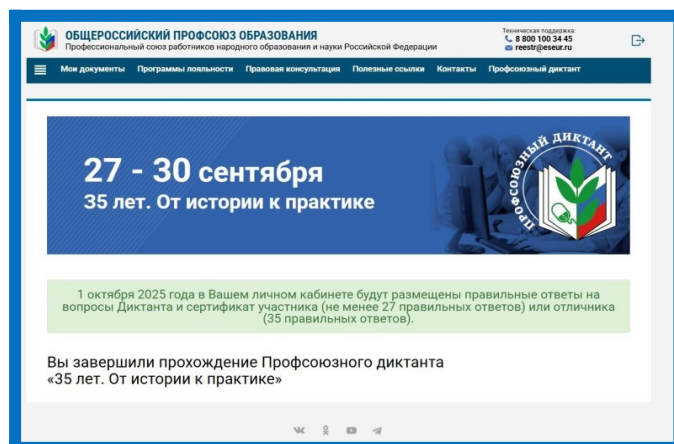 ОБЩЕРОССИЙСКИЙ ПРОФСОЮЗ ОБРАЗОВАНИЯ
Профессиональный союз работников народного образования и науки Российской Федерации
Техническая поддержка:
8 800 100 34 45
reestr@eseur.ru
Мои документы Программы лояльности Правовая консультация Полезные ссылки Контакты Профсоюзный диктант
27 - 30 сентября
35 лет. От истории к практике
ПРОФСОЮЗНЫЙ ДИКТАНТ
1 октября 2025 года в Вашем личном кабинете будут размещены правильные ответы на
вопросы Диктанта и сертификат участника (не менее 27 правильных ответов) или отличника
(35 правильных ответов).
Вы завершили прохождение Профсоюзного диктанта
«35 лет. От истории к практике»